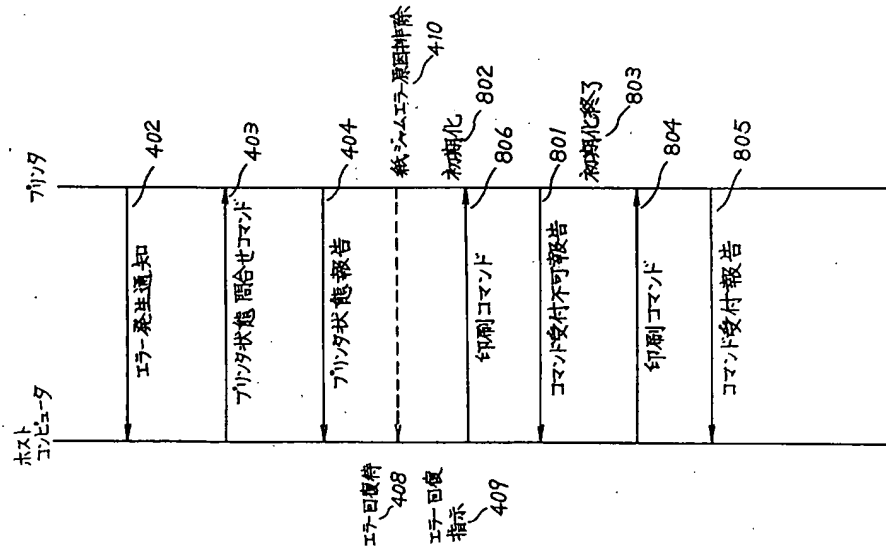 ホスト
コンピュータ
プリンタ
エラー発生通知
402
プリンタ状態問合せコマンド
403
プリンタ状態報告
404
エラー回復待
408
紙ジャムエラー原因排除
410
エラー回復
指示
409
初期化
802
印刷コマンド
806
コマンド受付不可報告
801
初期化終了
803
印刷コマンド
804
コマンド受付報告
805